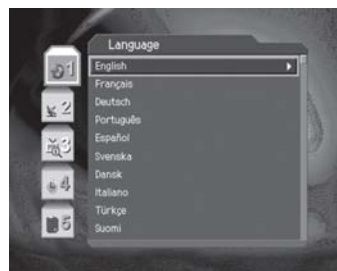 Language
1
English
2
Français
Deutsch
Português
3
Español
Svenska
4
Dansk
Italiano
5
Türkçe
Suomi